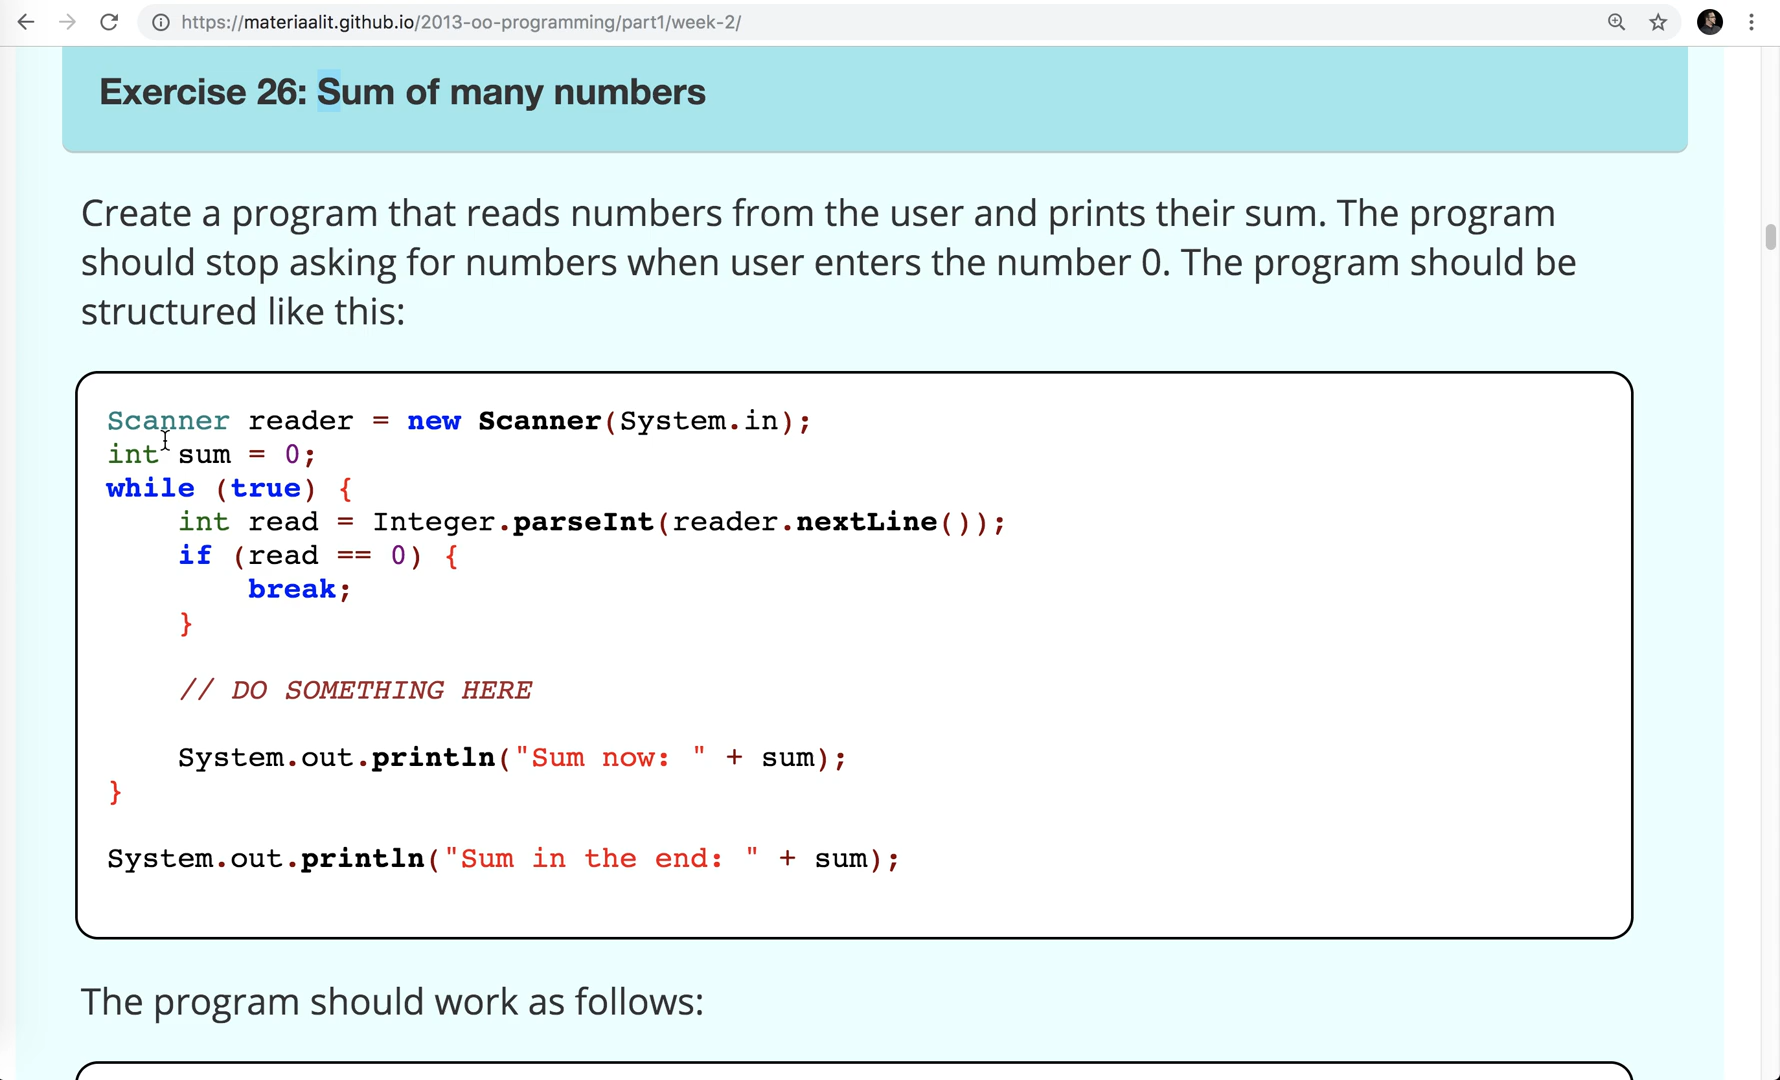 https://materiaalit.github.io/2013-oo-programming/part1/week-2/
Exercise 26: Sum of many numbers
Create a program that reads numbers from the user and prints their sum. The program
should stop asking for numbers when user enters the number 0. The program should be
structured like this:
Scanner reader = new Scanner(System.in);
int sum = 0;
while (true) {
    int read = Integer.parseInt(reader.nextLine());
    if (read == 0) {
        break;
    }
    // DO SOMETHING HERE
    System.out.println("Sum now: " + sum);
}
System.out.println("Sum in the end: " + sum);
The program should work as follows: